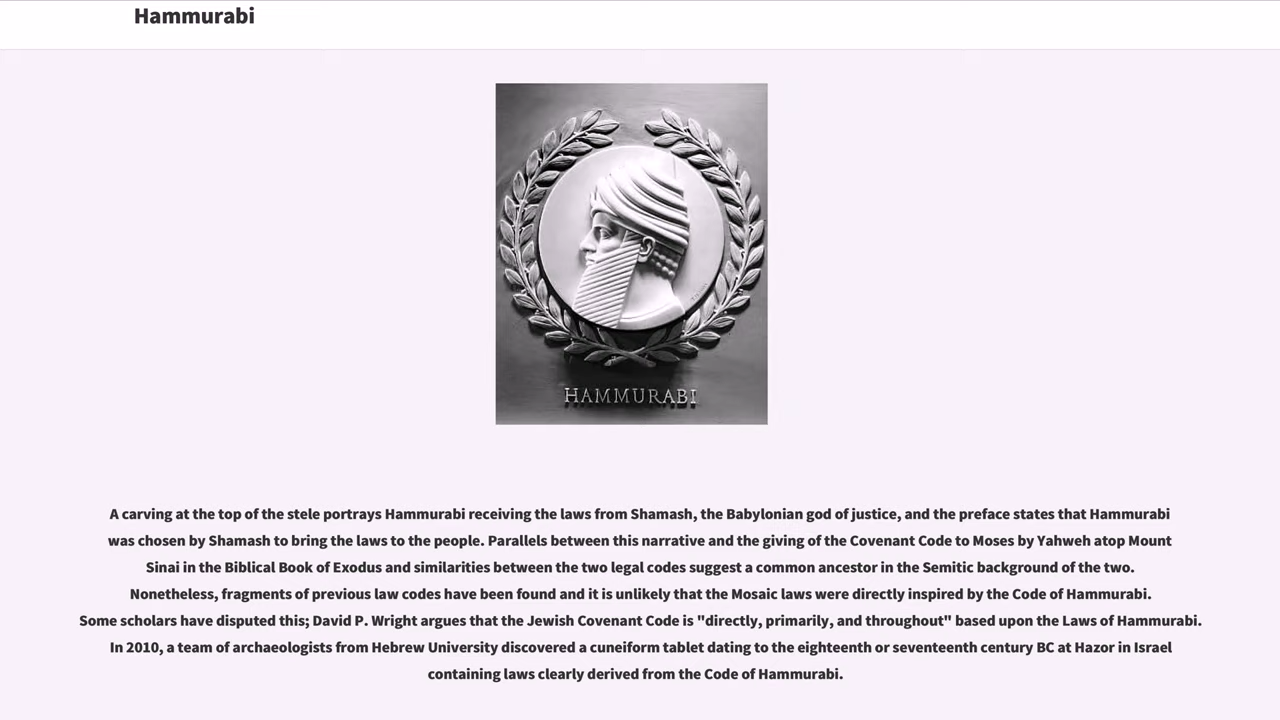 Hammurabi
HAMMURABI
A carving at the top of the stele portrays Hammurabi receiving the laws from Shamash, the Babylonian god of justice, and the preface states that Hammurabi
was chosen by Shamash to bring the laws to the people. Parallels between this narrative and the giving of the Covenant Code to Moses by Yahweh atop Mount
Sinai in the Biblical Book of Exodus and similarities between the two legal codes suggest a common ancestor in the Semitic background of the two.
Nonetheless, fragments of previous law codes have been found and it is unlikely that the Mosaic laws were directly inspired by the Code of Hammurabi.
Some scholars have disputed this; David P. Wright argues that the Jewish Covenant Code is "directly, primarily, and throughout" based upon the Laws of Hammurabi.
In 2010, a team of archaeologists from Hebrew University discovered a cuneiform tablet dating to the eighteenth or seventeenth century BC at Hazor in Israel
containing laws clearly derived from the Code of Hammurabi.